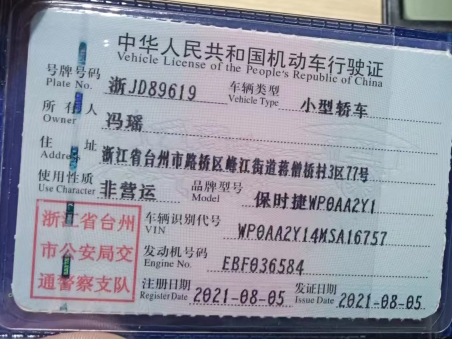 中华人民共和国机动车行驶证
Vehicle License of the People's Republic of China
号牌号码 浙JD89619 车辆类型 小型轿车
Plate No. Vehicle Type
所有人 冯瑶
Owner
住址 浙江省台州市路桥区峰江街道蒋僧桥村3区77号
Address
使用性质 非营运 品牌型号 保时捷WP0AA2Y1
Use Character Model
浙江省台州
市公安局交
通警察支队
车辆识别代号 WP0AA2Y14MSA16757
VIN
发动机号码 EBF036584
Engine No.
注册日期 2021-08-05 发证日期 2021-08-05
Register Date Issue Date